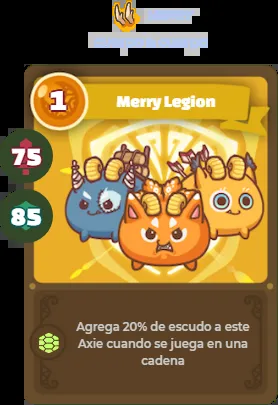 1
Merry Legion
75
85
Agrega 20% de escudo a este
Axie cuando se juega en una
cadena